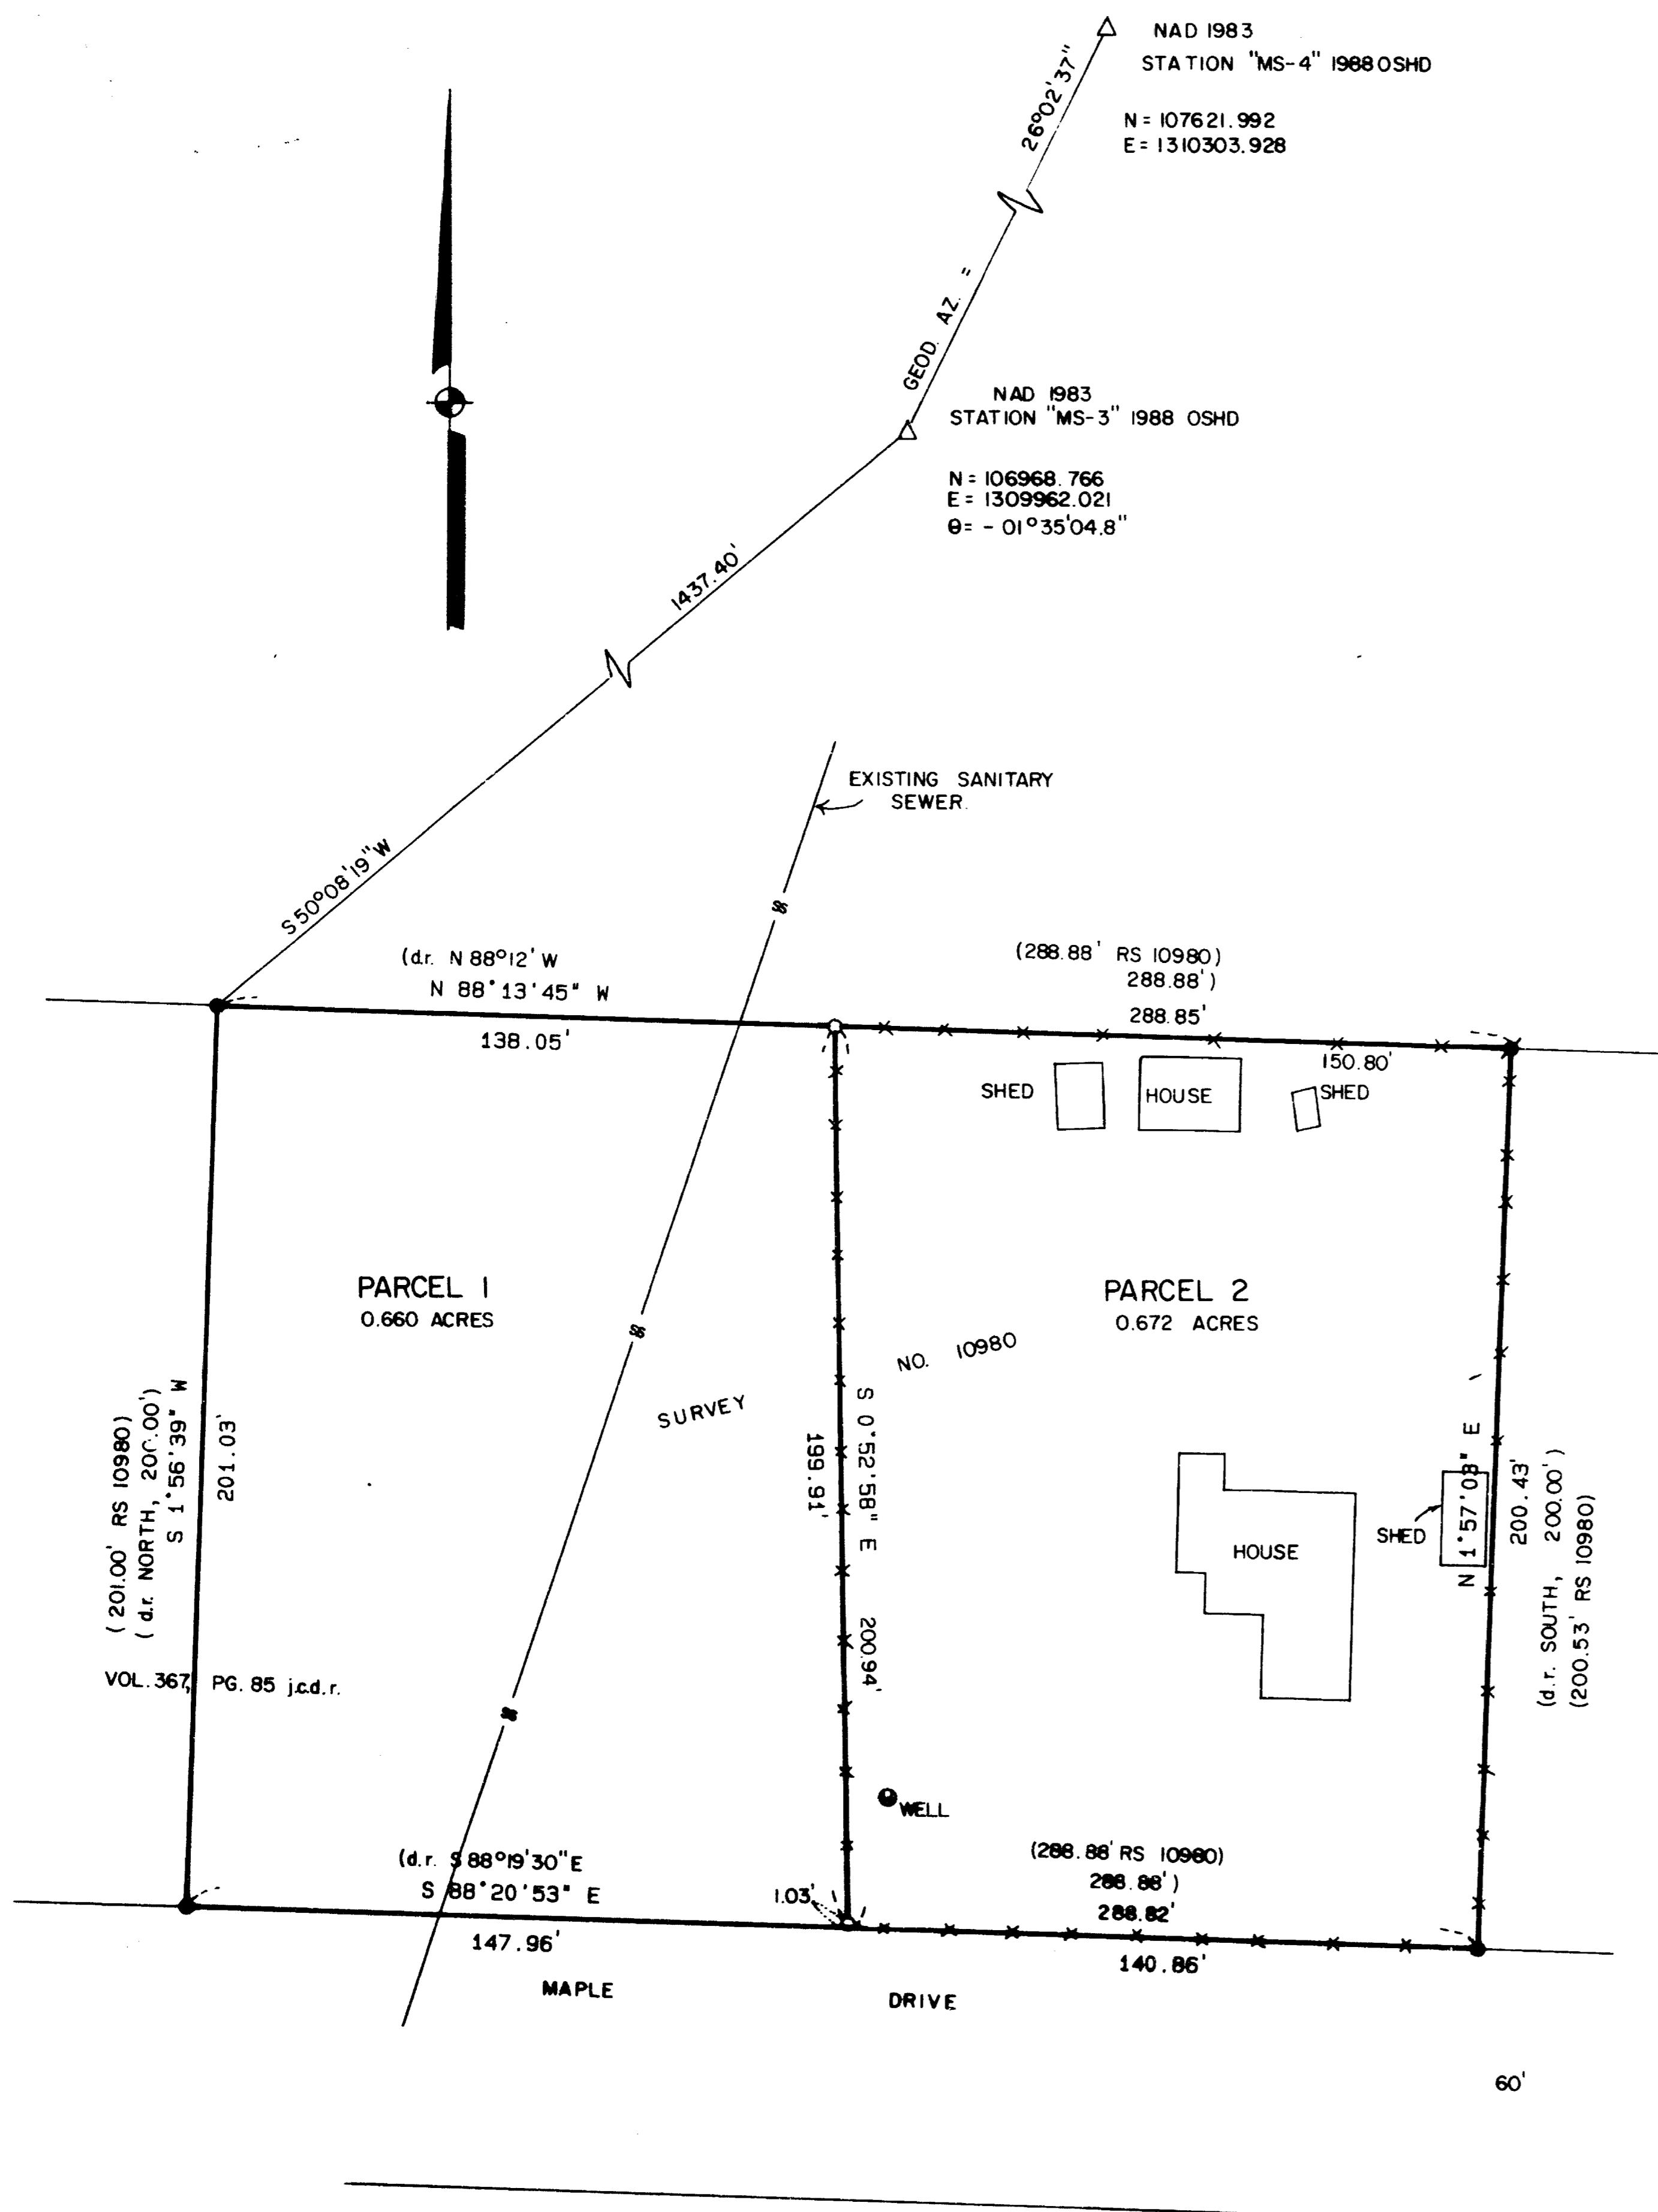 NAD 1983
STATION "MS-4" 1988 OSHD
N = 107621.992
E = 1310303.928
26°02'37"
GEOD. AZ. =
NAD 1983
STATION "MS-3" 1988 OSHD
N = 106968.766
E = 1309962.021
θ = - 01°35'04.8"
1437.40'
S 50°08'19" W
EXISTING SANITARY
SEWER.
(d.r. N 88°12' W
N 88°13'45" W
138.05'
(288.88' RS 10980)
288.88')
288.85'
150.80'
SHED
HOUSE
SHED
PARCEL 1
0.660 ACRES
PARCEL 2
0.672 ACRES
SURVEY
NO. 10980
(201.00' RS 10980)
(d.r. NORTH, 200.00')
S 1°56'39" W
201.03'
S 0°52'58" E
199.91'
200.94'
HOUSE
SHED
N 1°57'03" E
200.43'
(d.r. SOUTH, 200.00')
(200.53' RS 10980)
VOL. 367, PG. 85 j.c.d.r.
WELL
(d.r. S 88°19'30" E
S 88°20'53" E
147.96'
1.03'
(288.88' RS 10980)
288.88')
288.82'
140.86'
MAPLE DRIVE
60'